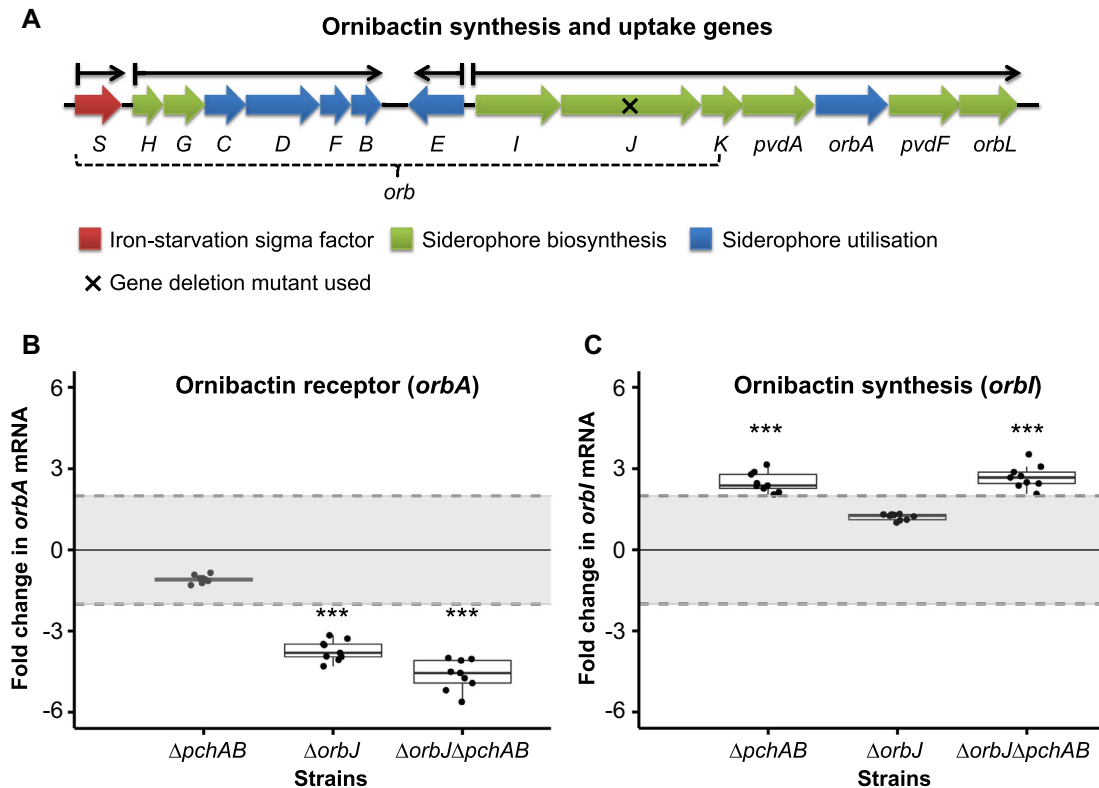 A
Ornibactin synthesis and uptake genes
S H G C D F B E I J K pvdA orbA pvdF orbL
orb
Iron-starvation sigma factor Siderophore biosynthesis Siderophore utilisation
Gene deletion mutant used
B
Ornibactin receptor (orbA)
Fold change in orbA mRNA
6
3
0
-3
-6
***
***
ΔpchAB ΔorbJ ΔorbJΔpchAB
Strains
C
Ornibactin synthesis (orbI)
Fold change in orbI mRNA
6
3
0
-3
-6
***
***
ΔpchAB ΔorbJ ΔorbJΔpchAB
Strains